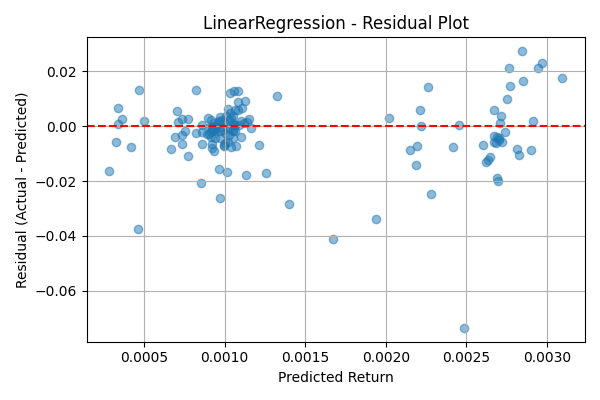 LinearRegression - Residual Plot
Residual (Actual - Predicted)
0.02
0.00
−0.02
−0.04
−0.06
0.0005 0.0010 0.0015 0.0020 0.0025 0.0030
Predicted Return